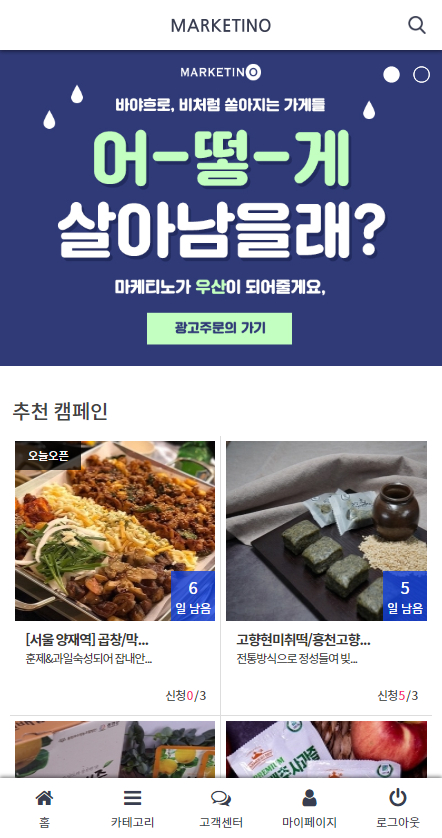 MARKETINO
MARKETINO
바야흐로, 비처럼 쏟아지는 가게들
어-떻-게
살아남을래?
마케티노가 우산이 되어줄게요,
광고주문의 가기
추천 캠페인
오늘오픈
6
일 남음
5
일 남음
[서울 양재역] 곱창/막...
훈제&과일숙성되어 잡내안...
신청0/3
고향현미취떡/홍천고향...
전통방식으로 정성들여 빚...
신청5/3
PREMIUM
사과즙
홈
카테고리
고객센터
마이페이지
로그아웃